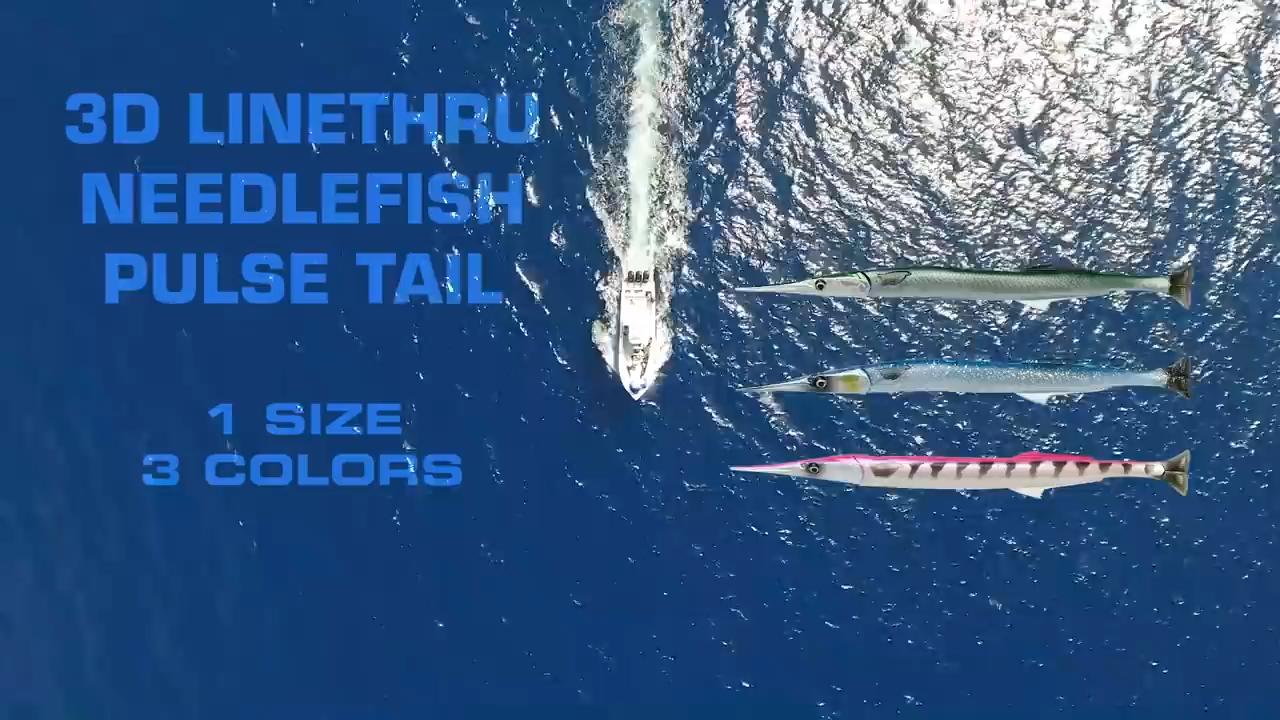 3D LINETHRU
NEEDLEFISH
PULSE TAIL
1 SIZE
3 COLORS